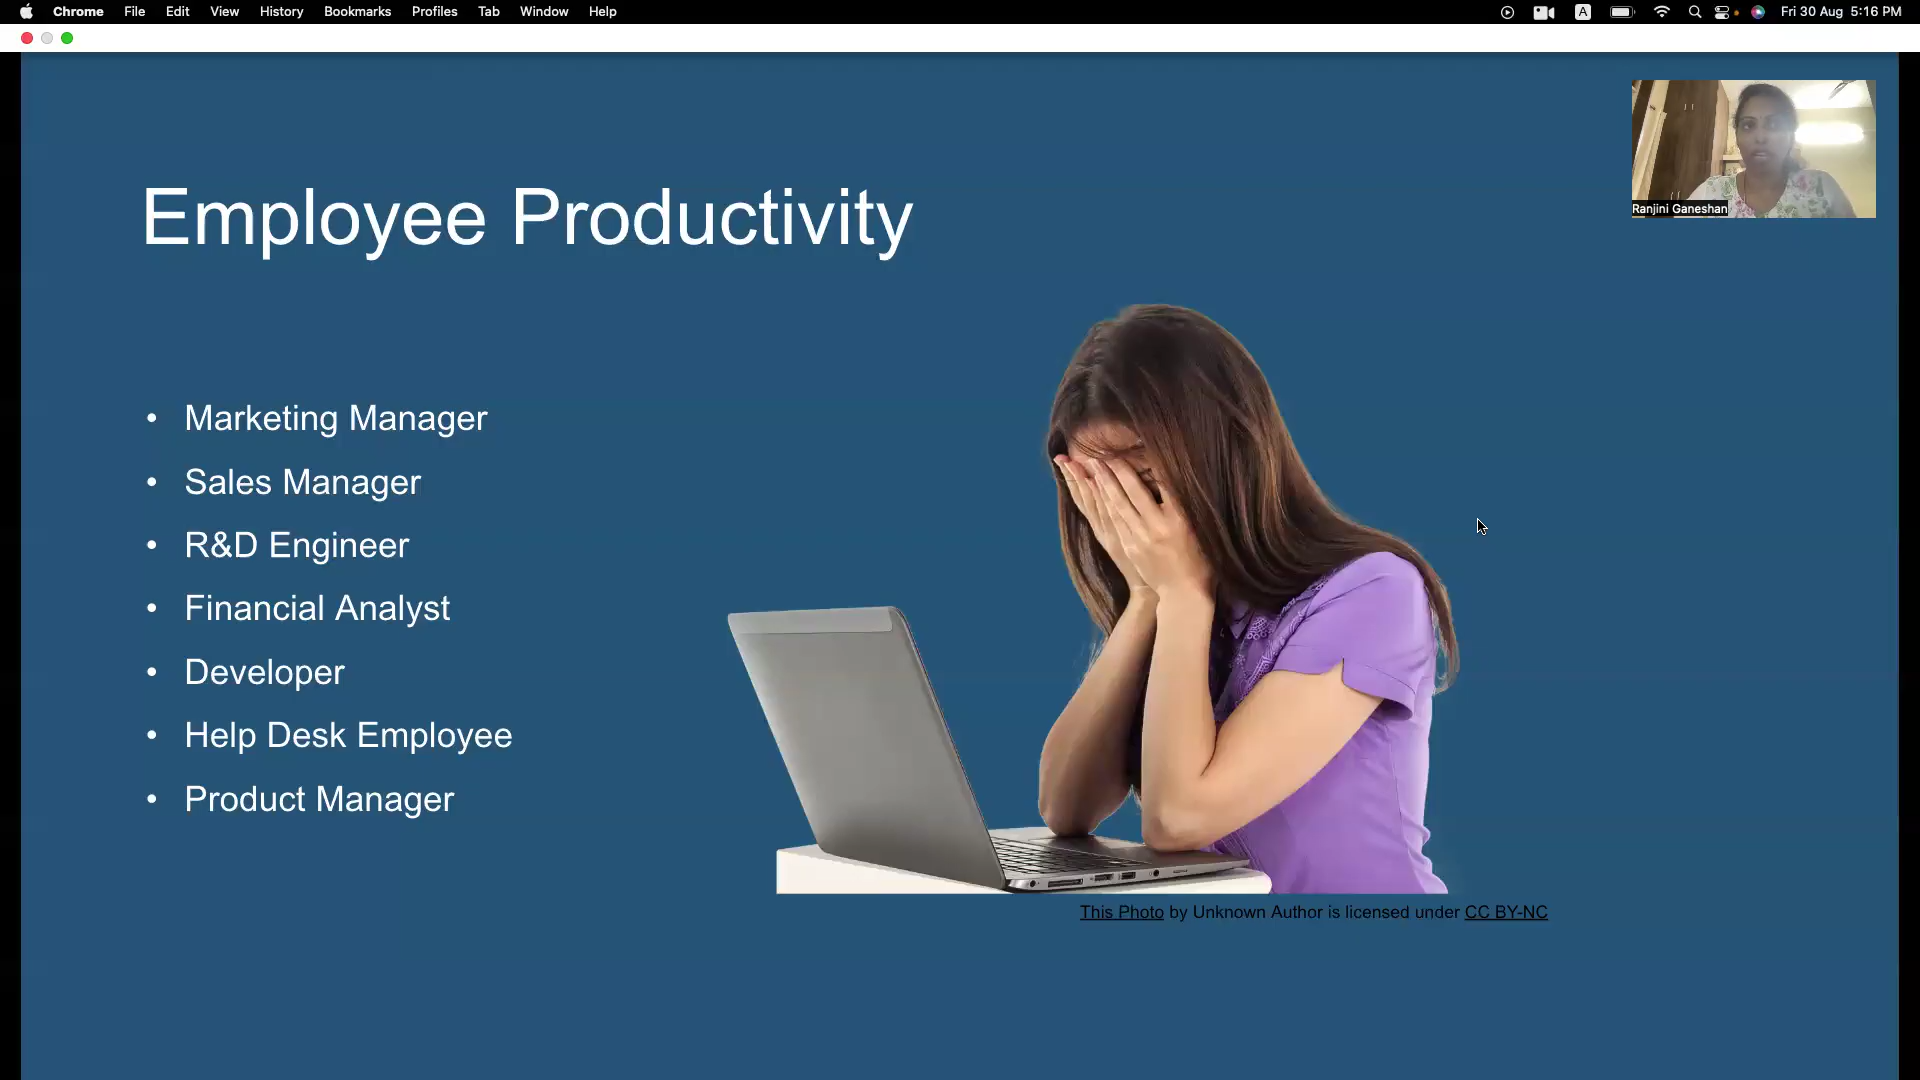 Chrome File Edit View History Bookmarks Profiles Tab Window Help A Fri 30 Aug 5:16 PM
Ranjini Ganeshan
Employee Productivity
• Marketing Manager
• Sales Manager
• R&D Engineer
• Financial Analyst
• Developer
• Help Desk Employee
• Product Manager
This Photo by Unknown Author is licensed under CC BY-NC